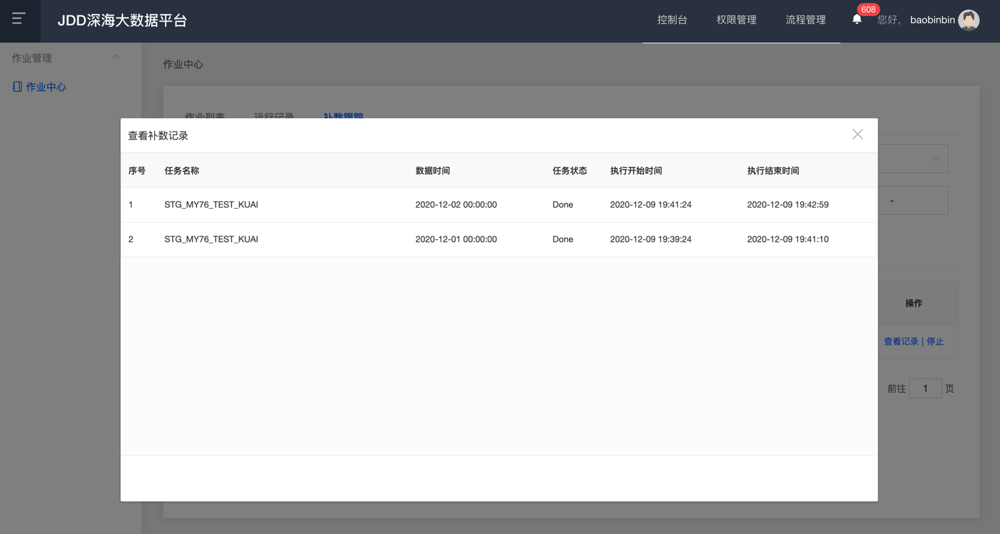 JDD深海大数据平台
控制台 权限管理 流程管理 608 您好， baobinbin
作业管理
作业中心
作业中心
作业列表 运行记录 补数跟踪
查看补数记录
序号 任务名称 数据时间 任务状态 执行开始时间 执行结束时间
1 STG_MY76_TEST_KUAI 2020-12-02 00:00:00 Done 2020-12-09 19:41:24 2020-12-09 19:42:59
2 STG_MY76_TEST_KUAI 2020-12-01 00:00:00 Done 2020-12-09 19:39:24 2020-12-09 19:41:10
-
操作
查看记录 | 停止
前往 1 页